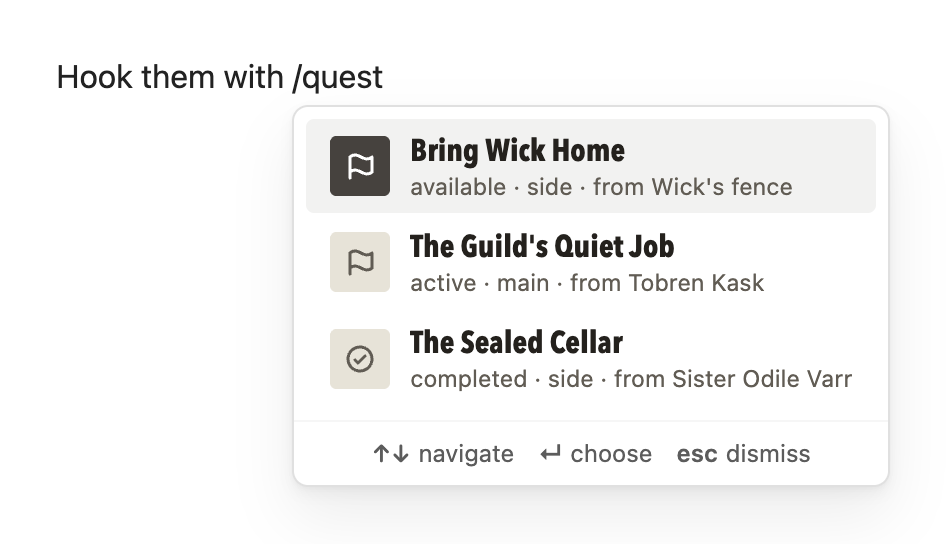 Hook them with /quest
Bring Wick Home
available · side · from Wick's fence
The Guild's Quiet Job
active · main · from Tobren Kask
The Sealed Cellar
completed · side · from Sister Odile Varr
↑↓ navigate ↵ choose esc dismiss